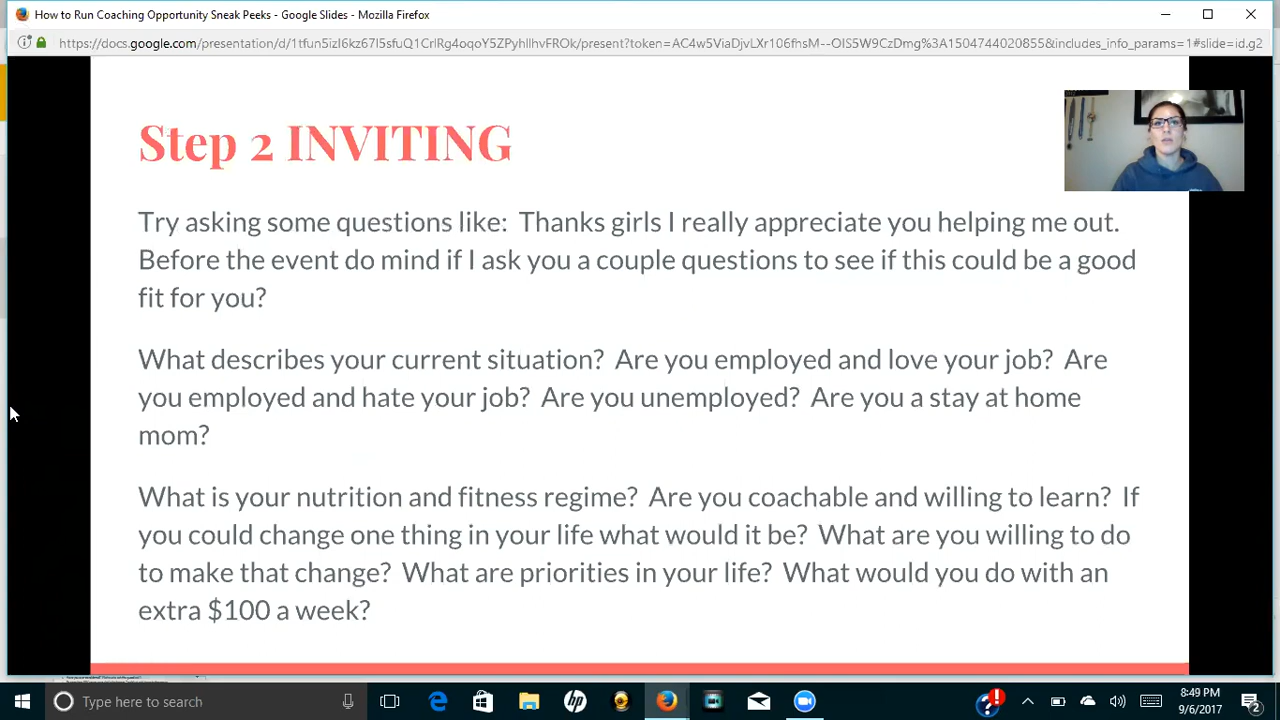 How to Run Coaching Opportunity Sneak Peeks - Google Slides - Mozilla Firefox
Step 2 INVITING
Try asking some questions like: Thanks girls I really appreciate you helping me out.
Before the event do mind if I ask you a couple questions to see if this could be a good
fit for you?
What describes your current situation? Are you employed and love your job? Are
you employed and hate your job? Are you unemployed? Are you a stay at home
mom?
What is your nutrition and fitness regime? Are you coachable and willing to learn? If
you could change one thing in your life what would it be? What are you willing to do
to make that change? What are priorities in your life? What would you do with an
extra $100 a week?
Type here to search
8:49 PM
9/6/2017
2